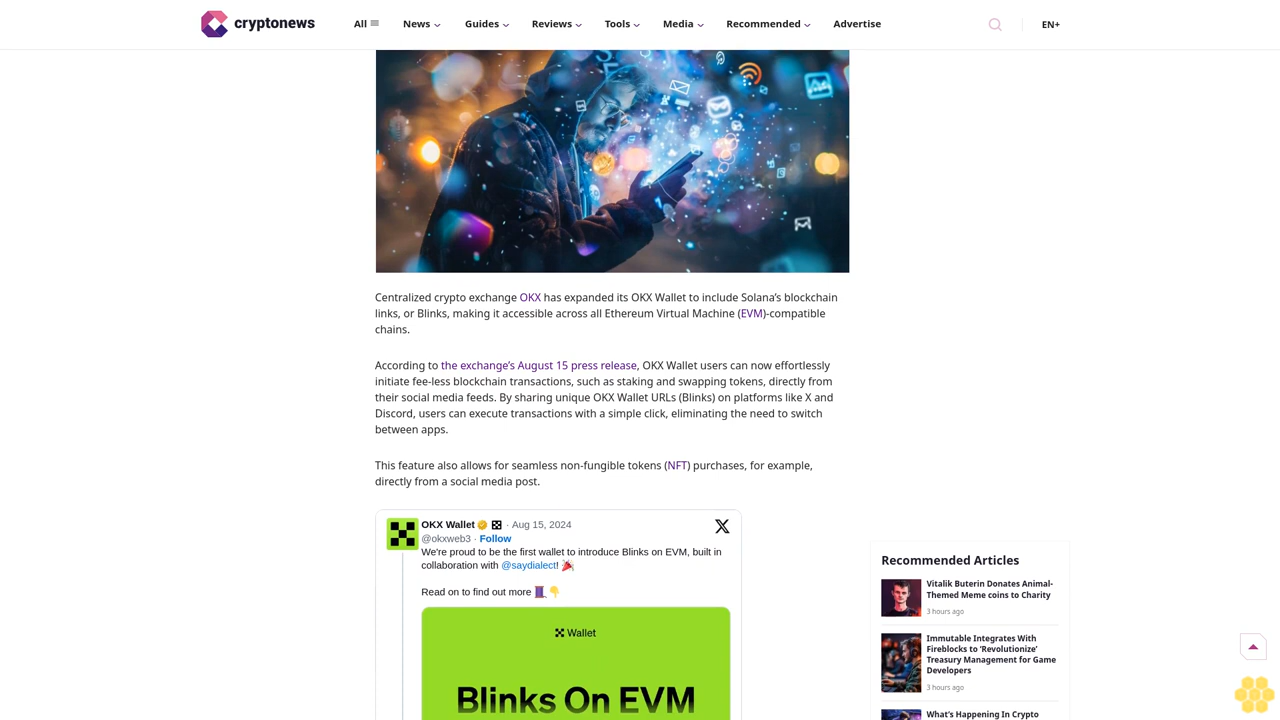 cryptonews
All
News
Guides
Reviews
Tools
Media
Recommended
Advertise
EN+
Centralized crypto exchange OKX has expanded its OKX Wallet to include Solana’s blockchain
links, or Blinks, making it accessible across all Ethereum Virtual Machine (EVM)-compatible
chains.
According to the exchange’s August 15 press release, OKX Wallet users can now effortlessly
initiate fee-less blockchain transactions, such as staking and swapping tokens, directly from
their social media feeds. By sharing unique OKX Wallet URLs (Blinks) on platforms like X and
Discord, users can execute transactions with a simple click, eliminating the need to switch
between apps.
This feature also allows for seamless non-fungible tokens (NFT) purchases, for example,
directly from a social media post.
OKX Wallet · Aug 15, 2024
@okxweb3 · Follow
We're proud to be the first wallet to introduce Blinks on EVM, built in
collaboration with @saydialect! 🎉
Read on to find out more 🧵👇
Wallet
Blinks On EVM
Recommended Articles
Vitalik Buterin Donates Animal-
Themed Meme coins to Charity
3 hours ago
Immutable Integrates With
Fireblocks to ‘Revolutionize’
Treasury Management for Game
Developers
3 hours ago
What’s Happening In Crypto